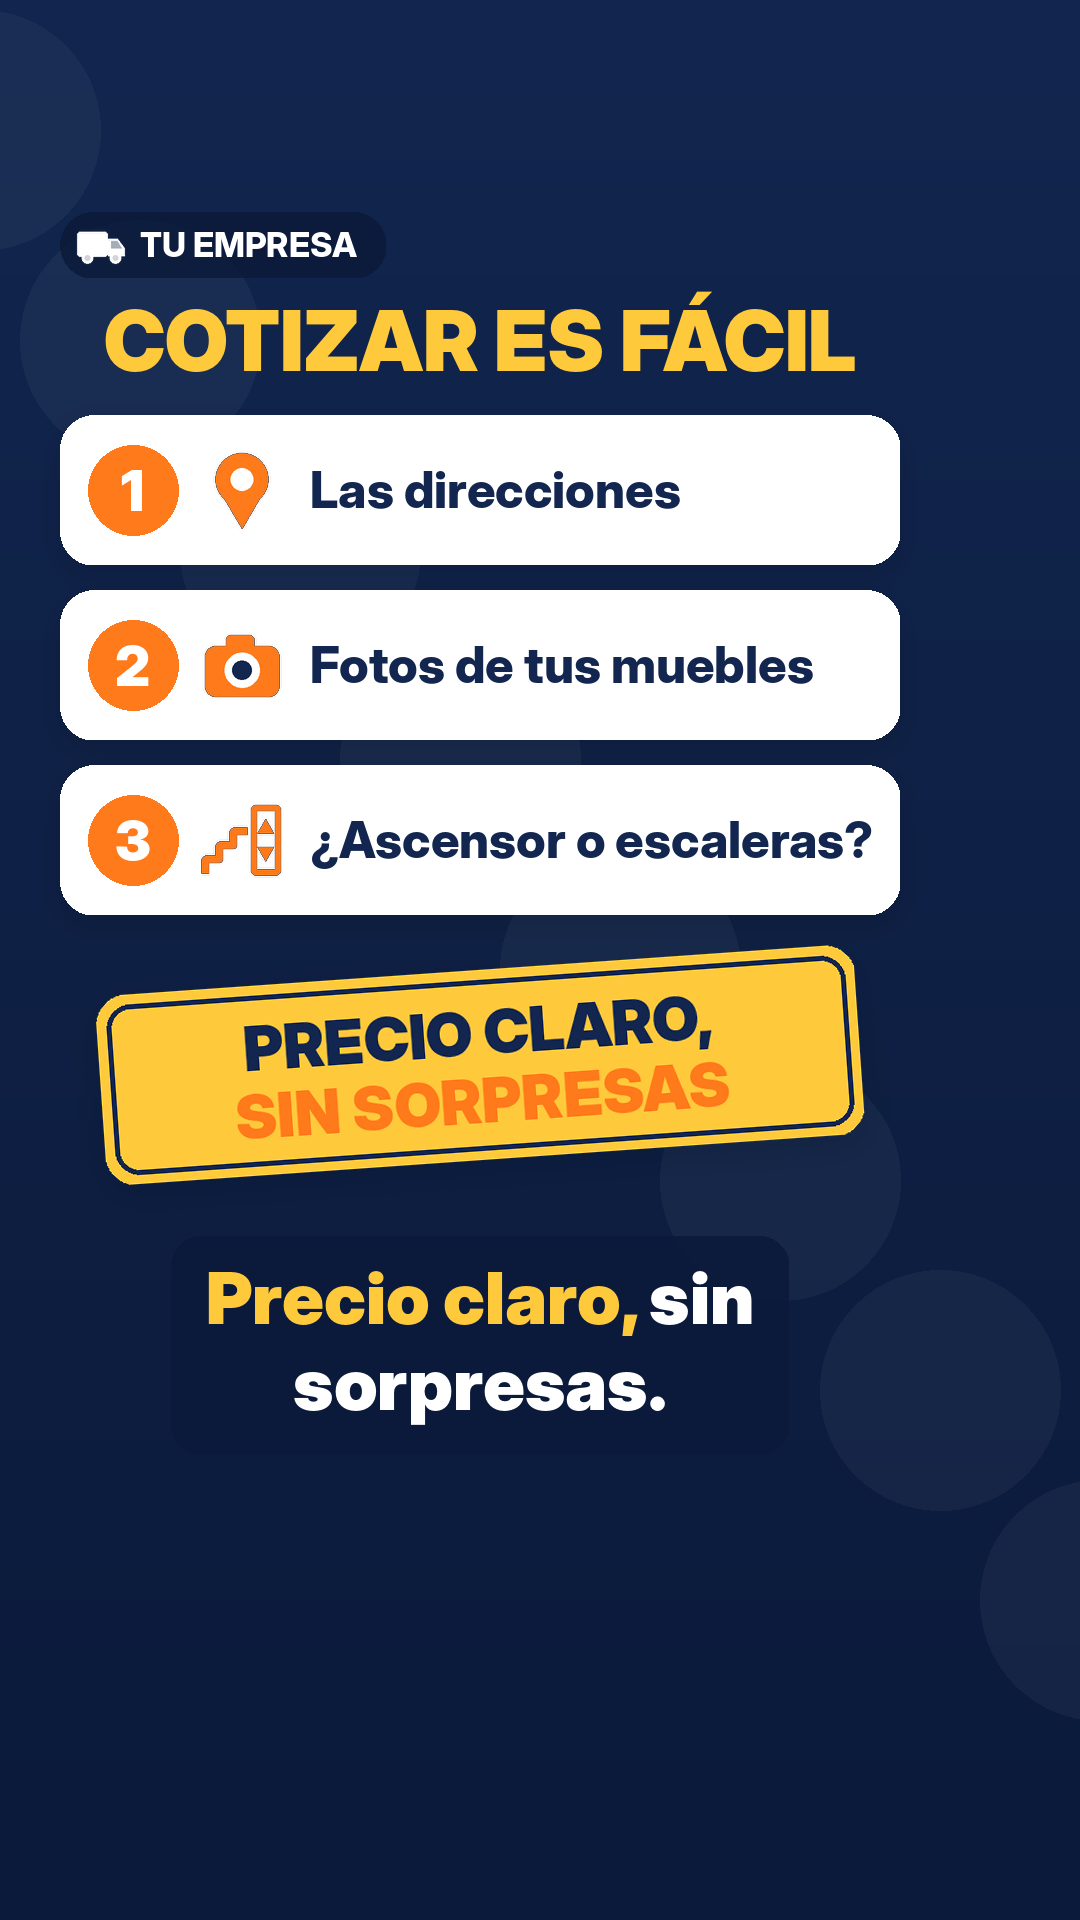 TU EMPRESA
COTIZAR ES FÁCIL
1 Las direcciones
2 Fotos de tus muebles
3 ¿Ascensor o escaleras?
PRECIO CLARO,
SIN SORPRESAS
Precio claro, sin
sorpresas.